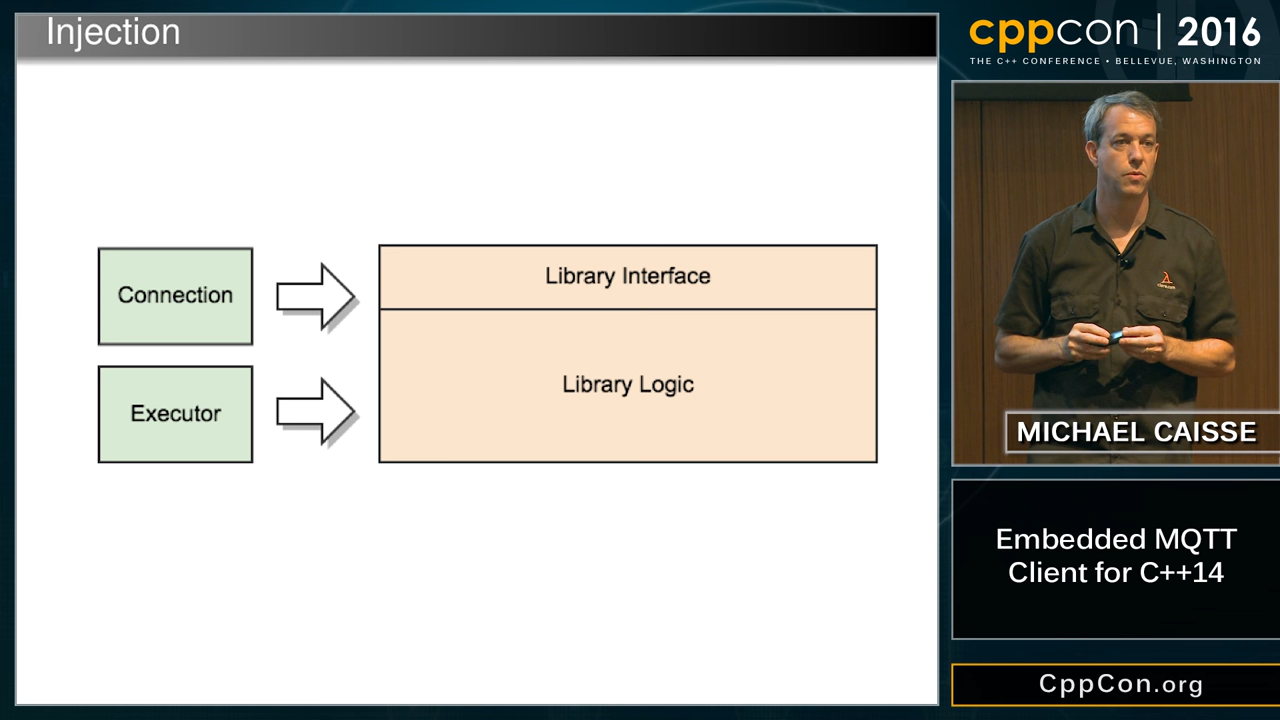 Injection
Connection
Executor
Library Interface
Library Logic
cppcon | 2016
THE C++ CONFERENCE • BELLEVUE, WASHINGTON
MICHAEL CAISSE
Embedded MQTT
Client for C++14
CppCon.org